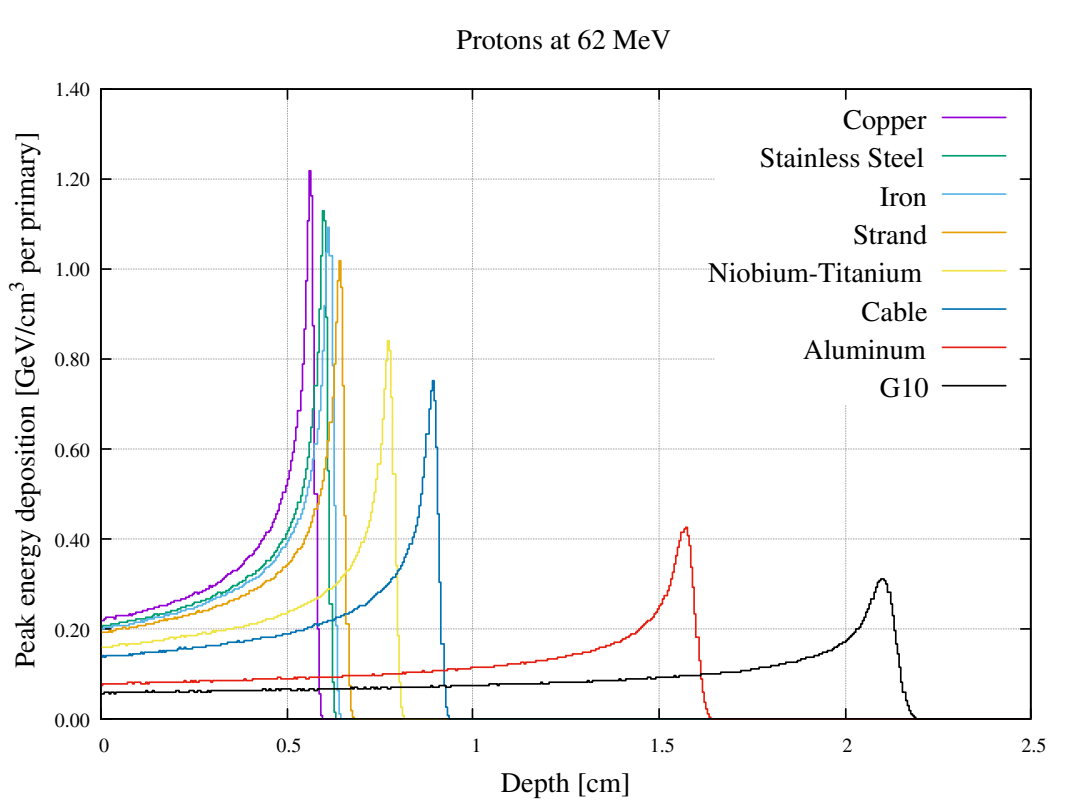 Protons at 62 MeV
Peak energy deposition [GeV/cm³ per primary]
1.40
1.20
1.00
0.80
0.60
0.40
0.20
0.00
Copper
Stainless Steel
Iron
Strand
Niobium-Titanium
Cable
Aluminum
G10
0 0.5 1 1.5 2 2.5
Depth [cm]